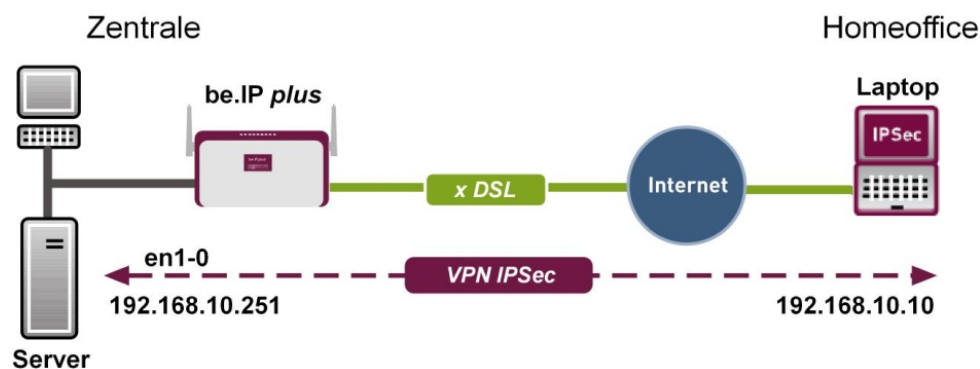 Zentrale
Homeoffice
be.IP plus
Laptop
IPSec
x DSL
Internet
en1-0
VPN IPSec
192.168.10.251
192.168.10.10
Server